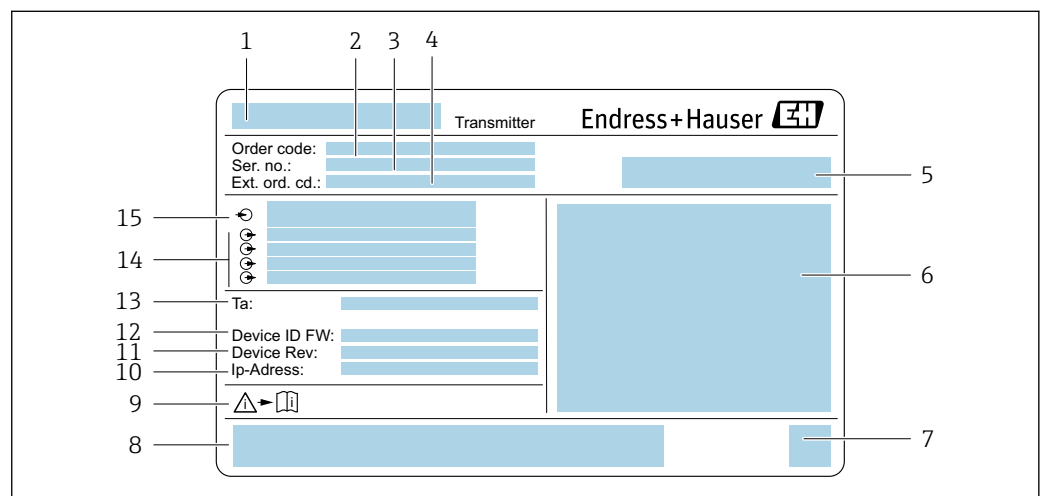 1 2 3 4
Transmitter
Endress+Hauser EH
Order code:
Ser. no.:
Ext. ord. cd.:
5
15
14
6
13
Ta:
12
Device ID FW:
11
Device Rev:
10
Ip-Adress:
9
i i
8
7